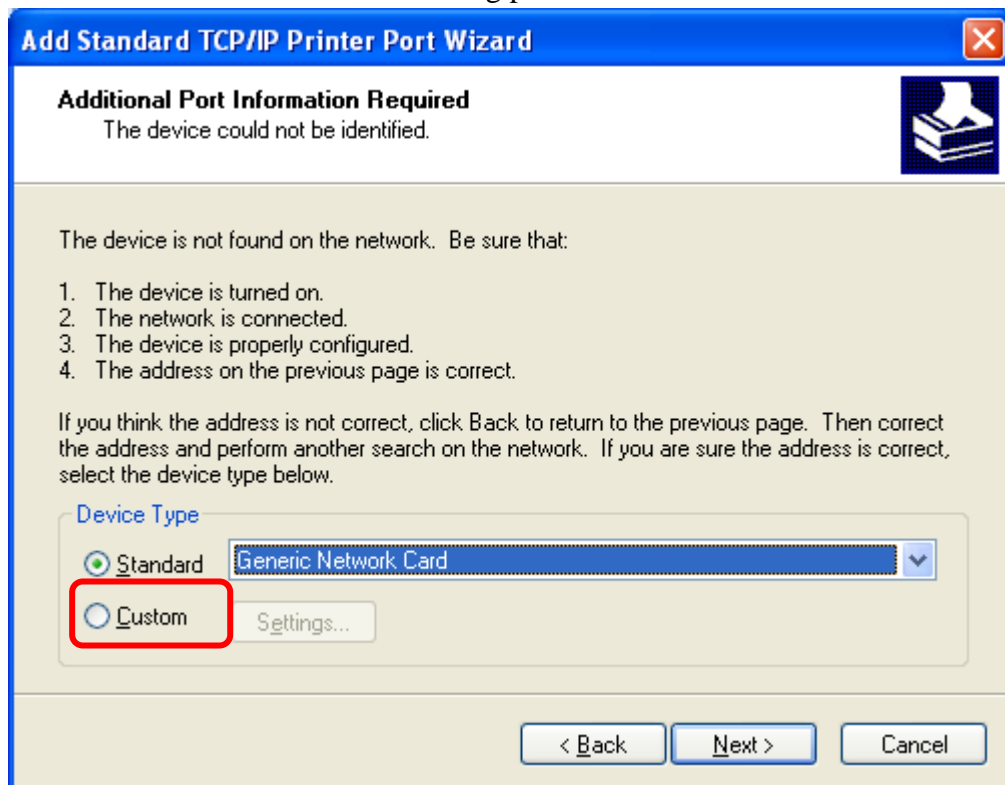 Add Standard TCP/IP Printer Port Wizard
Additional Port Information Required
The device could not be identified.
The device is not found on the network. Be sure that:
1. The device is turned on.
2. The network is connected.
3. The device is properly configured.
4. The address on the previous page is correct.
If you think the address is not correct, click Back to return to the previous page. Then correct
the address and perform another search on the network. If you are sure the address is correct,
select the device type below.
Device Type
Standard Generic Network Card
Custom Settings...
< Back Next > Cancel